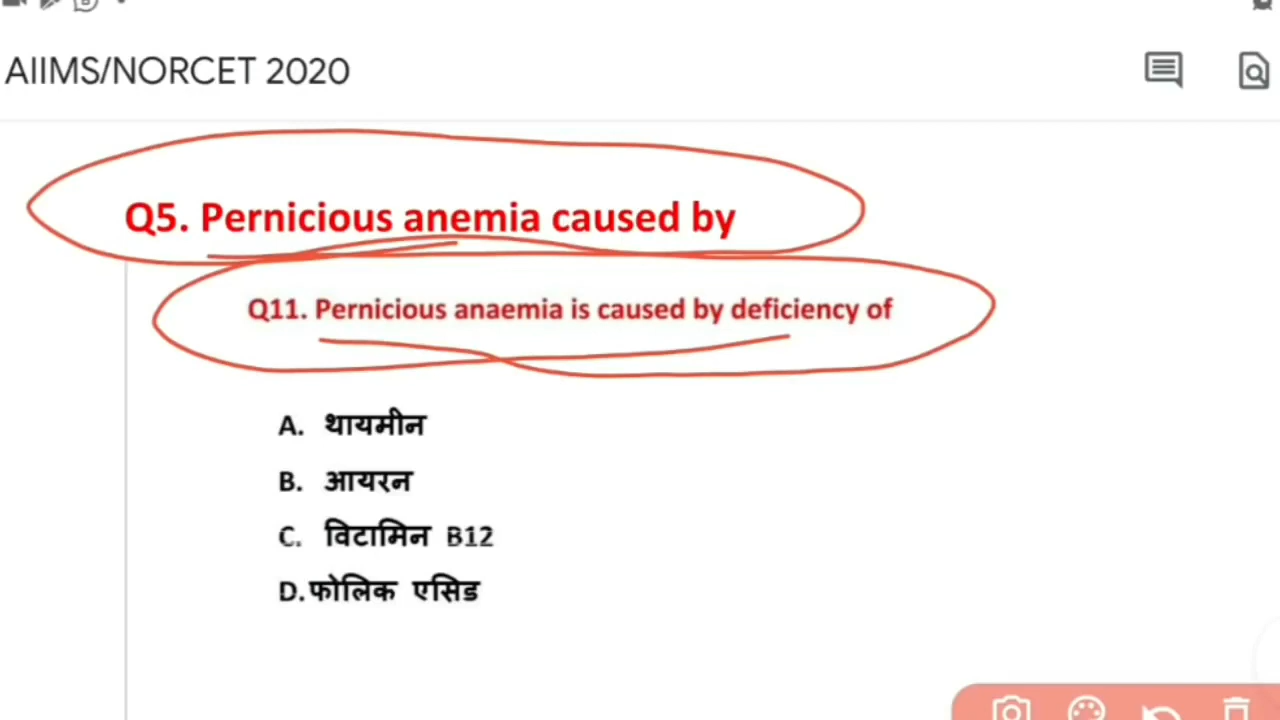 AIIMS/NORCET 2020
Q5. Pernicious anemia caused by
Q11. Pernicious anaemia is caused by deficiency of
A. थायमीन
B. आयरन
C. विटामिन B12
D. फोलिक एसिड